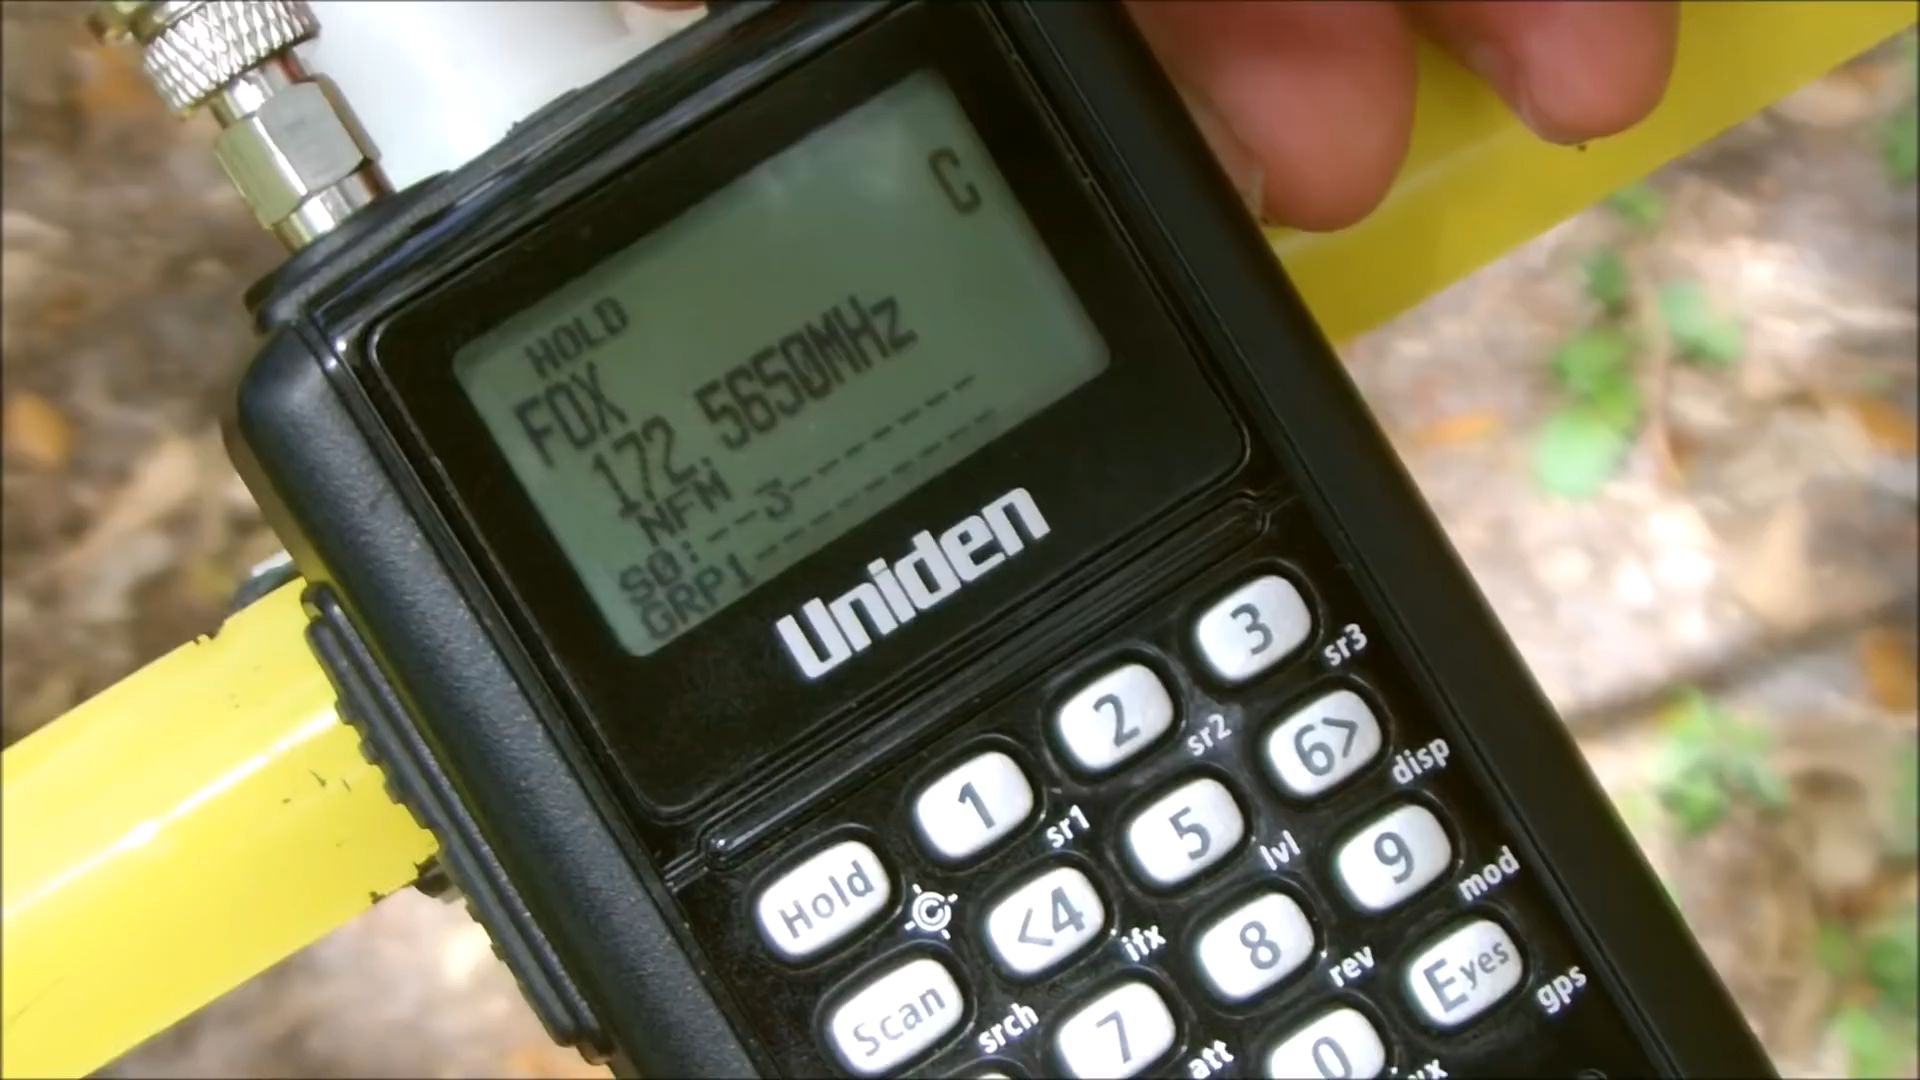 C
HOLD
FOX
172.5650MHz
NFM
S0:--3-------
GRP1----------
Uniden
1 sr1 2 sr2 3 sr3
Hold <4 ifx 5 lvl 6> disp
Scan srch 7 att 8 rev 9 mod
0 Eyes gps